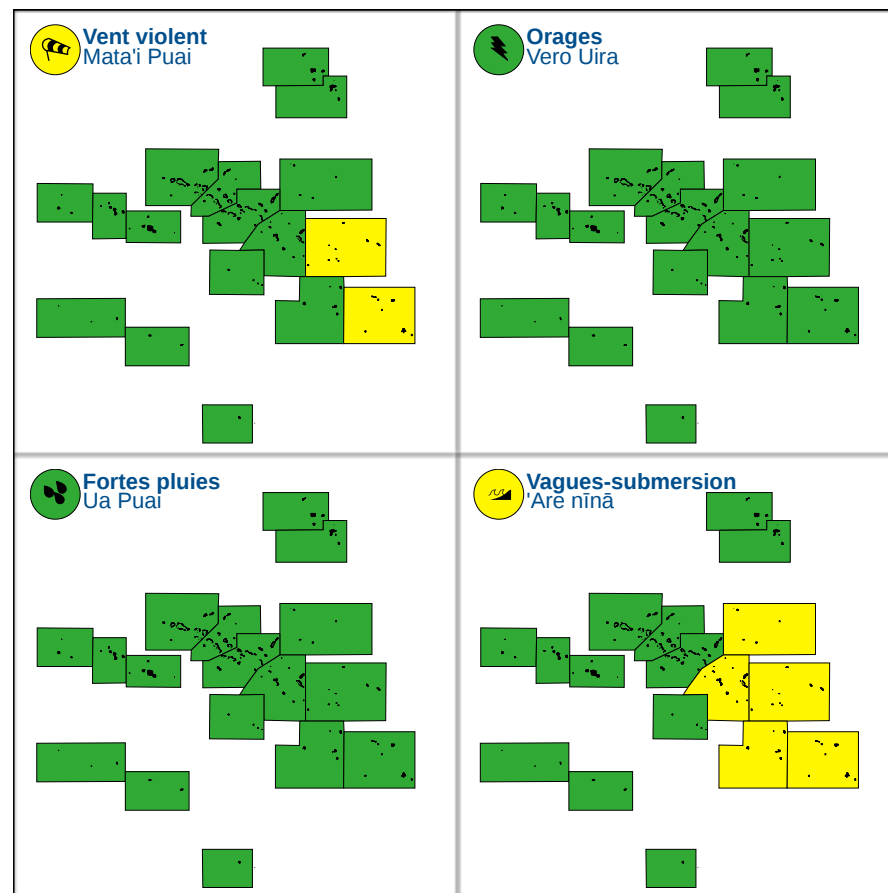 Vent violent
Mata'i Puai
Orages
Vero Uira
Fortes pluies
Ua Puai
Vagues-submersion
'Are nīnā